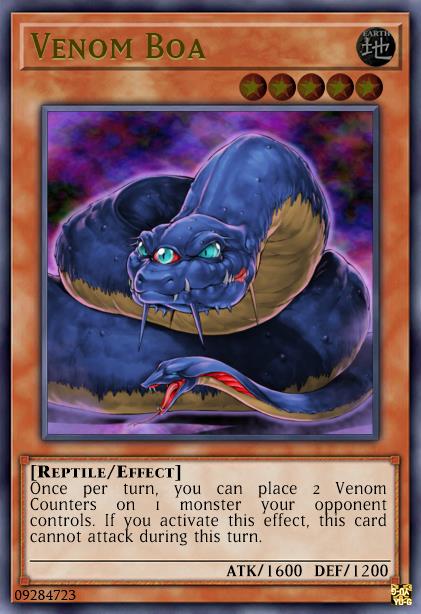 Venom Boa
EARTH
地
[Reptile/Effect]
Once per turn, you can place 2 Venom
Counters on 1 monster your opponent
controls. If you activate this effect, this card
cannot attack during this turn.
ATK/1600 DEF/1200
09284723